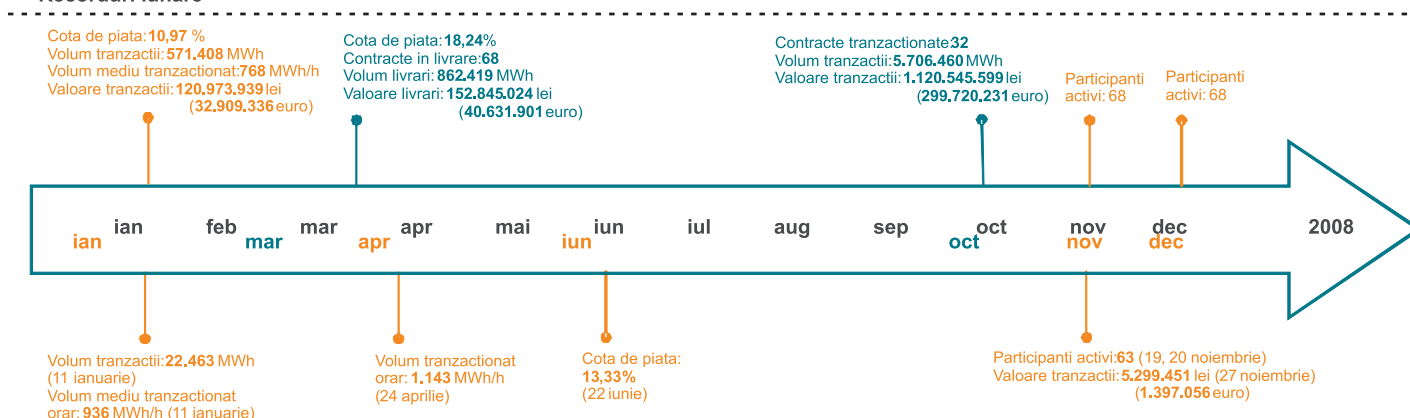 Recorduri lunare
Cota de piata:10,97 %
Volum tranzactii: 571.408 MWh
Volum mediu tranzactionat:768 MWh/h
Valoare tranzactii: 120.973.939 lei
(32.909.336 euro)
Cota de piata:18,24%
Contracte in livrare:68
Volum livrari: 862.419 MWh
Valoare livrari: 152.845.024 lei
(40.631.901 euro)
Contracte tranzactionate:32
Volum tranzactii:5.706.460 MWh
Valoare tranzactii:1.120.545.599 lei
(299.720.231 euro)
Participanti
activi: 68
Participanti
activi: 68
ian feb mar apr mai iun iul aug sep oct nov dec 2008
ian mar apr iun oct nov dec
Volum tranzactii:22.463 MWh
(11 ianuarie)
Volum mediu tranzactionat
orar: 936 MWh/h (11 ianuarie)
Volum tranzactionat
orar: 1.143 MWh/h
(24 aprilie)
Cota de piata:
13,33%
(22 iunie)
Participanti activi:63 (19, 20 noiembrie)
Valoare tranzactii:5.299.451 lei (27 noiembrie)
(1.397.056 euro)